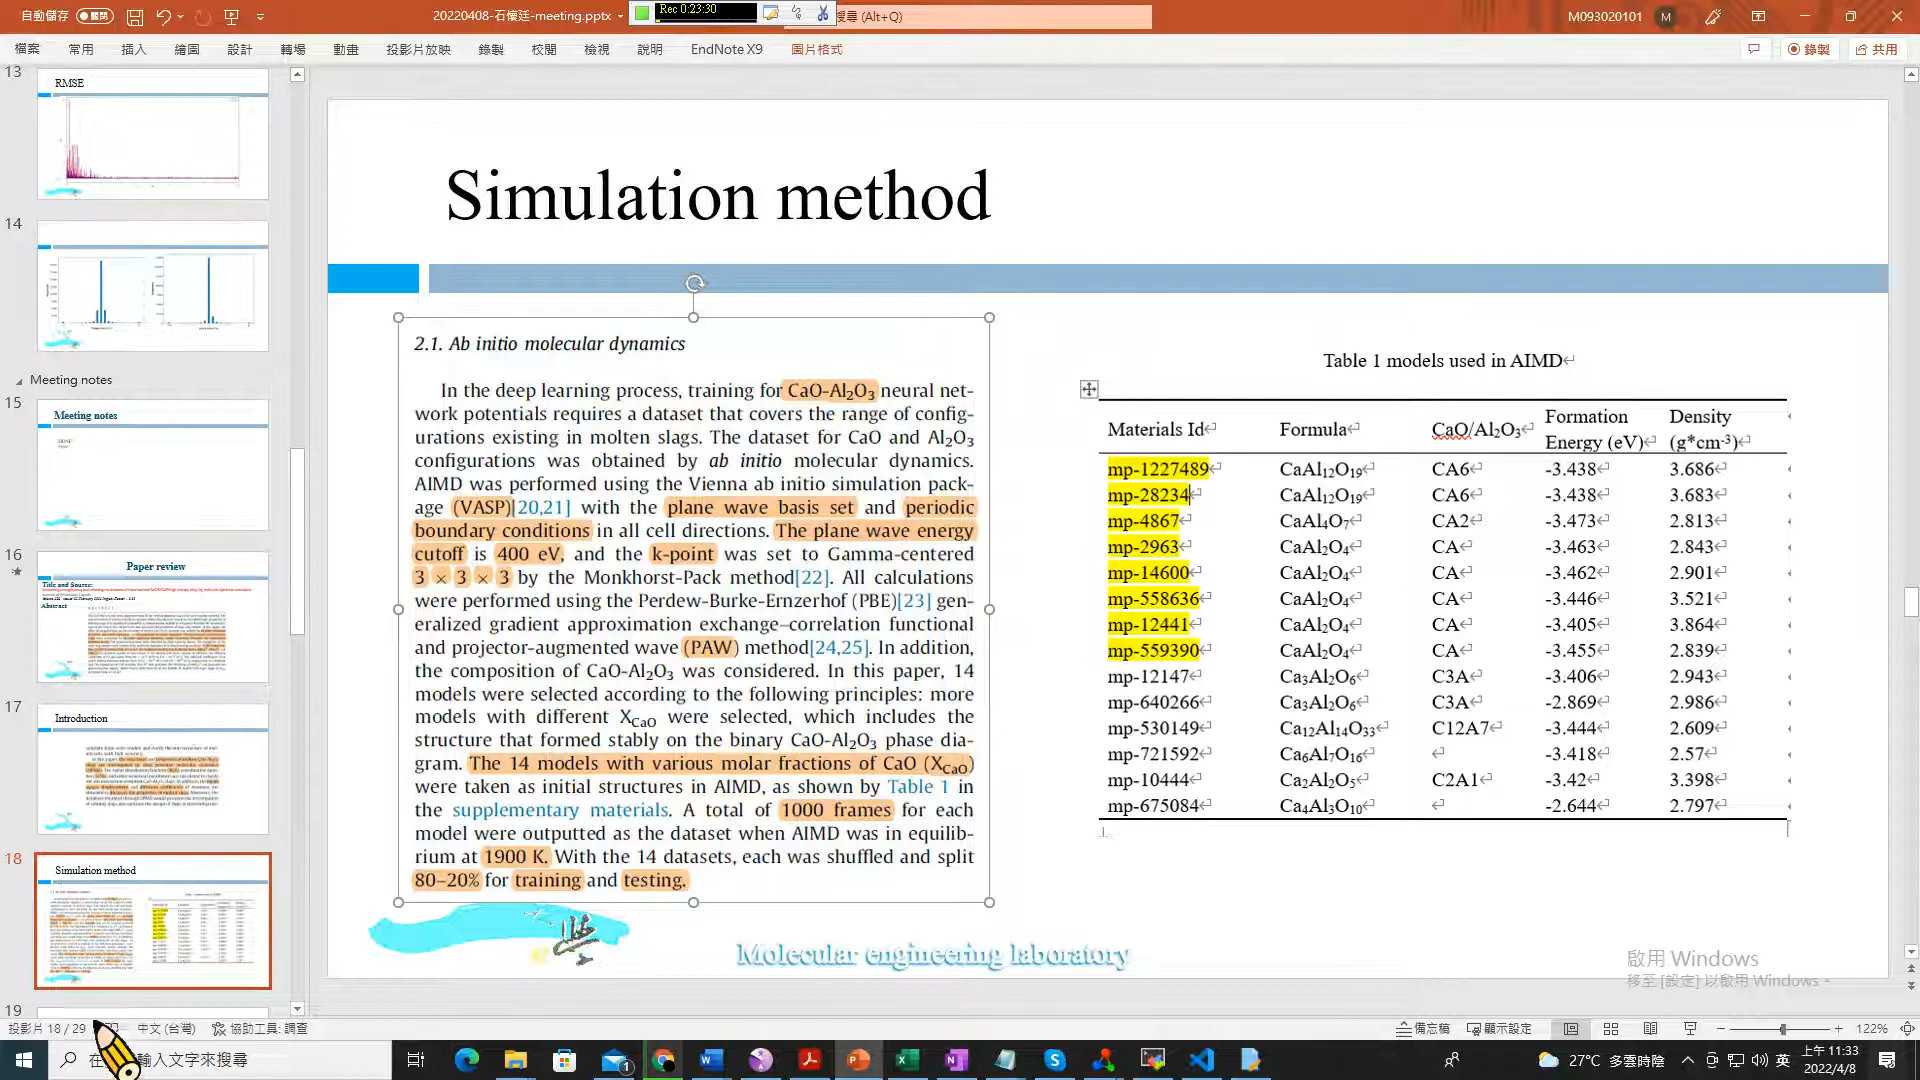 自動儲存 關閉
20220408-石懷廷-meeting.pptx
Rec 0:23:30
搜尋 (Alt+Q)
M093020101 M
檔案 常用 插入 繪圖 設計 轉場 動畫 投影片放映 錄製 校閱 檢視 說明 EndNote X9 圖片格式
錄製 共用
13
RMSE
14
Meeting notes
15
Meeting notes
16
Paper review
Title and Source:
Abstract
17
Introduction
18
Simulation method
19
Simulation method
2.1. Ab initio molecular dynamics
In the deep learning process, training for CaO-Al₂O₃ neural net-
work potentials requires a dataset that covers the range of config-
urations existing in molten slags. The dataset for CaO and Al₂O₃
configurations was obtained by ab initio molecular dynamics.
AIMD was performed using the Vienna ab initio simulation pack-
age (VASP)[20,21] with the plane wave basis set and periodic
boundary conditions in all cell directions. The plane wave energy
cutoff is 400 eV, and the k-point was set to Gamma-centered
3 × 3 × 3 by the Monkhorst-Pack method[22]. All calculations
were performed using the Perdew-Burke-Ernzerhof (PBE)[23] gen-
eralized gradient approximation exchange–correlation functional
and projector-augmented wave (PAW) method[24,25]. In addition,
the composition of CaO-Al₂O₃ was considered. In this paper, 14
models were selected according to the following principles: more
models with different X_CaO were selected, which includes the
structure that formed stably on the binary CaO-Al₂O₃ phase dia-
gram. The 14 models with various molar fractions of CaO (X_CaO)
were taken as initial structures in AIMD, as shown by Table 1 in
the supplementary materials. A total of 1000 frames for each
model were outputted as the dataset when AIMD was in equilib-
rium at 1900 K. With the 14 datasets, each was shuffled and split
80–20% for training and testing.
Table 1 models used in AIMD
Materials Id Formula CaO/Al₂O₃ Formation Energy (eV) Density (g*cm⁻³)
mp-1227489 CaAl₁₂O₁₉ CA6 -3.438 3.686
mp-28234 CaAl₁₂O₁₉ CA6 -3.438 3.683
mp-4867 CaAl₄O₇ CA2 -3.473 2.813
mp-2963 CaAl₂O₄ CA -3.463 2.843
mp-14600 CaAl₂O₄ CA -3.462 2.901
mp-558636 CaAl₂O₄ CA -3.446 3.521
mp-12441 CaAl₂O₄ CA -3.405 3.864
mp-559390 CaAl₂O₄ CA -3.455 2.839
mp-12147 Ca₃Al₂O₆ C3A -3.406 2.943
mp-640266 Ca₃Al₂O₆ C3A -2.869 2.986
mp-530149 Ca₁₂Al₁₄O₃₃ C12A7 -3.444 2.609
mp-721592 Ca₆Al₇O₁₆ -3.418 2.57
mp-10444 Ca₂Al₂O₅ C2A1 -3.42 3.398
mp-675084 Ca₄Al₃O₁₀ -2.644 2.797
Molecular engineering laboratory
啟用 Windows
移至 [設定] 以啟用 Windows。
投影片 18 / 29 中文 (台灣) 協助工具: 調查
備忘稿 顯示設定 122%
在 輸入文字來搜尋
1
27°C 多雲時陰 英
上午 11:33
2022/4/8